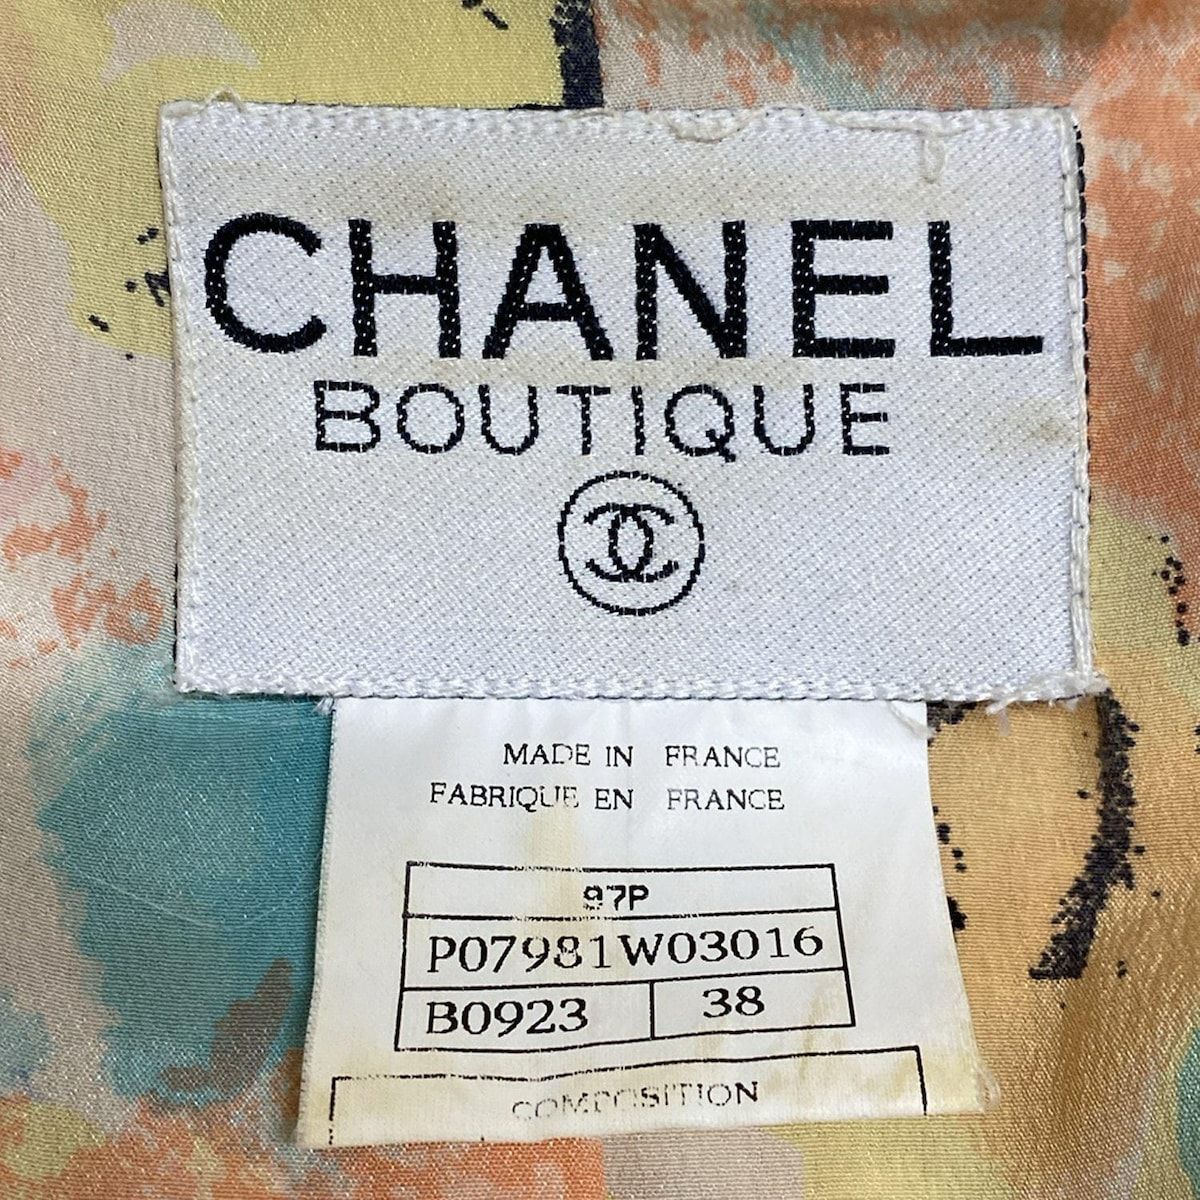 CHANEL
BOUTIQUE
MADE IN FRANCE
FABRIQUE EN FRANCE
97P
P07981W03016
B0923 38
COMPOSITION